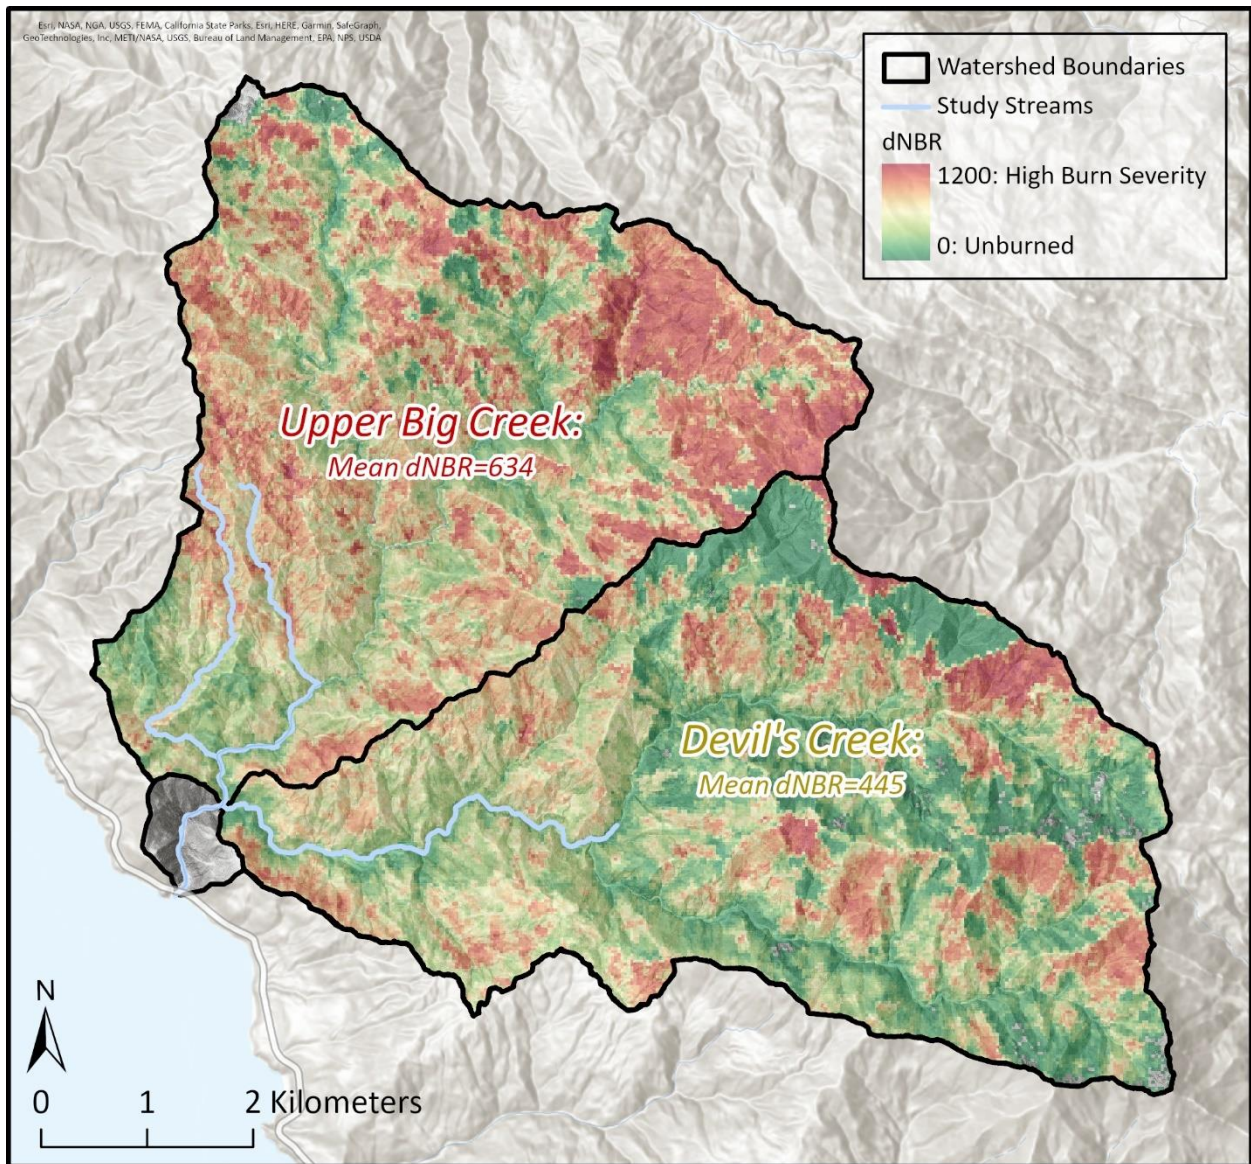 Esri, NASA, NGA, USGS, FEMA, California State Parks, Esri, HERE, Garmin, SafeGraph,
GeoTechnologies, Inc, METI/NASA, USGS, Bureau of Land Management, EPA, NPS, USDA
Watershed Boundaries
Study Streams
dNBR
1200: High Burn Severity
0: Unburned
Upper Big Creek:
Mean dNBR=634
Devil's Creek:
Mean dNBR=445
N
0 1 2 Kilometers